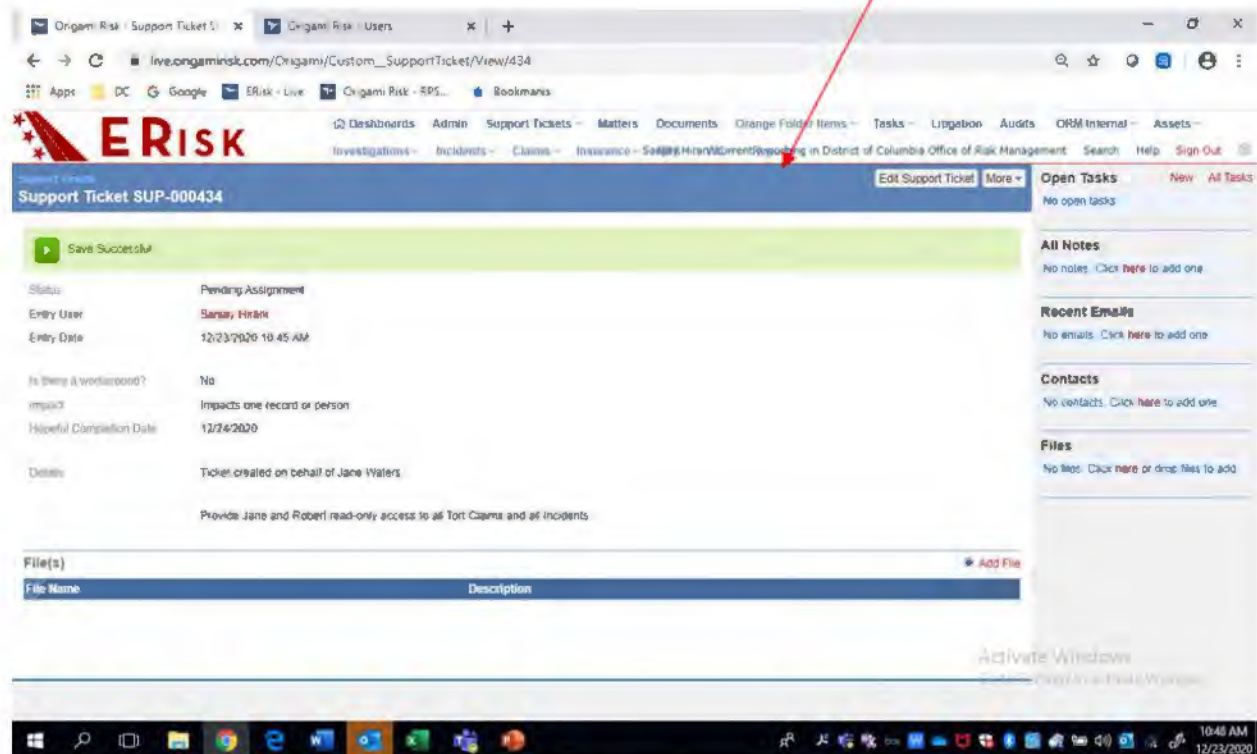 Origami Risk - Support Ticket S
Origami Risk - Users
live.origamirisk.com/Origami/Custom__SupportTicket/View/434
Apps DC Google ERisk - Live Origami Risk - RPS... Bookmarks
ERISK
Dashboards Admin Support Tickets Matters Documents Orange Folder Items Tasks Litigation Audits ORM Internal Assets
Investigations Incidents Claims Insurance in District of Columbia Office of Risk Management Search Help Sign Out
Support Tickets
Support Ticket SUP-000434
Edit Support Ticket More
Save Successful
Status Pending Assignment
Entry User
Entry Date 12/23/2020 10:45 AM
Is there a workaround? No
Impact Impacts one record or person
Hopeful Completion Date 12/24/2020
Details Ticket created on behalf of Jane Waters
Provide Jane and Robert read-only access to all Tort Claims and all Incidents
File(s) Add File
File Name Description
Open Tasks New All Tasks
No open tasks
All Notes
No notes. Click here to add one
Recent Emails
No emails. Click here to add one
Contacts
No contacts. Click here to add one
Files
No files. Click here or drop files to add
Activate Windows
10:48 AM
12/23/2020